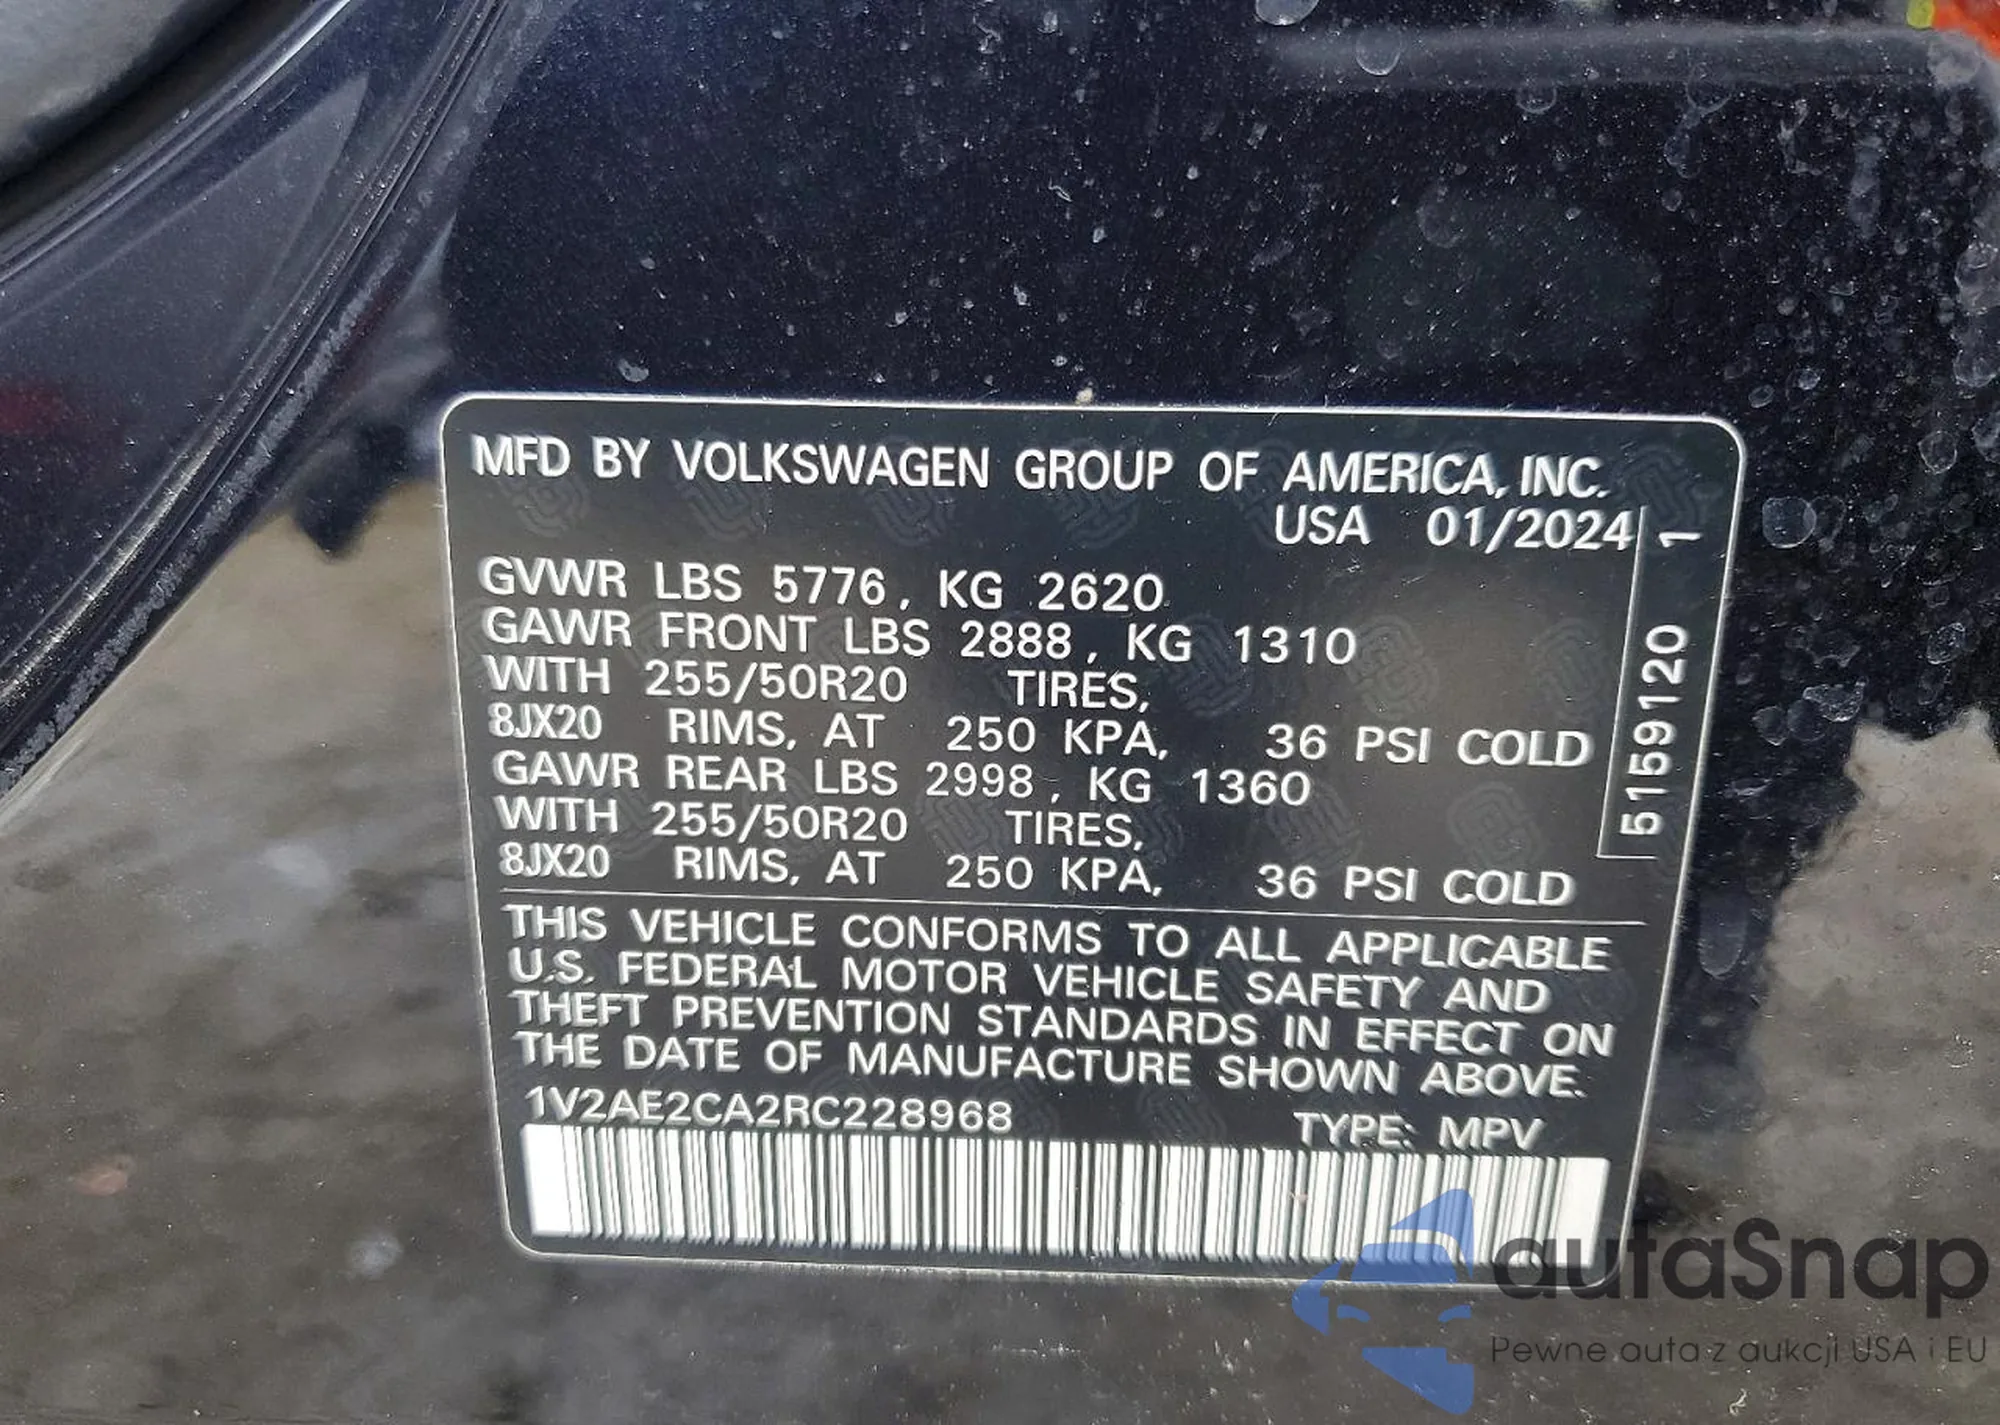 MFD BY VOLKSWAGEN GROUP OF AMERICA, INC.
USA 01/2024
GVWR LBS 5776, KG 2620
GAWR FRONT LBS 2888, KG 1310
WITH 255/50R20 TIRES,
8JX20 RIMS, AT 250 KPA, 36 PSI COLD
GAWR REAR LBS 2998, KG 1360
WITH 255/50R20 TIRES,
8JX20 RIMS, AT 250 KPA, 36 PSI COLD
5159120 1
THIS VEHICLE CONFORMS TO ALL APPLICABLE
U.S. FEDERAL MOTOR VEHICLE SAFETY AND
THEFT PREVENTION STANDARDS IN EFFECT ON
THE DATE OF MANUFACTURE SHOWN ABOVE.
1V2AE2CA2RC228968 TYPE: MPV
autaSnap
Pewne auta z aukcji USA i EU